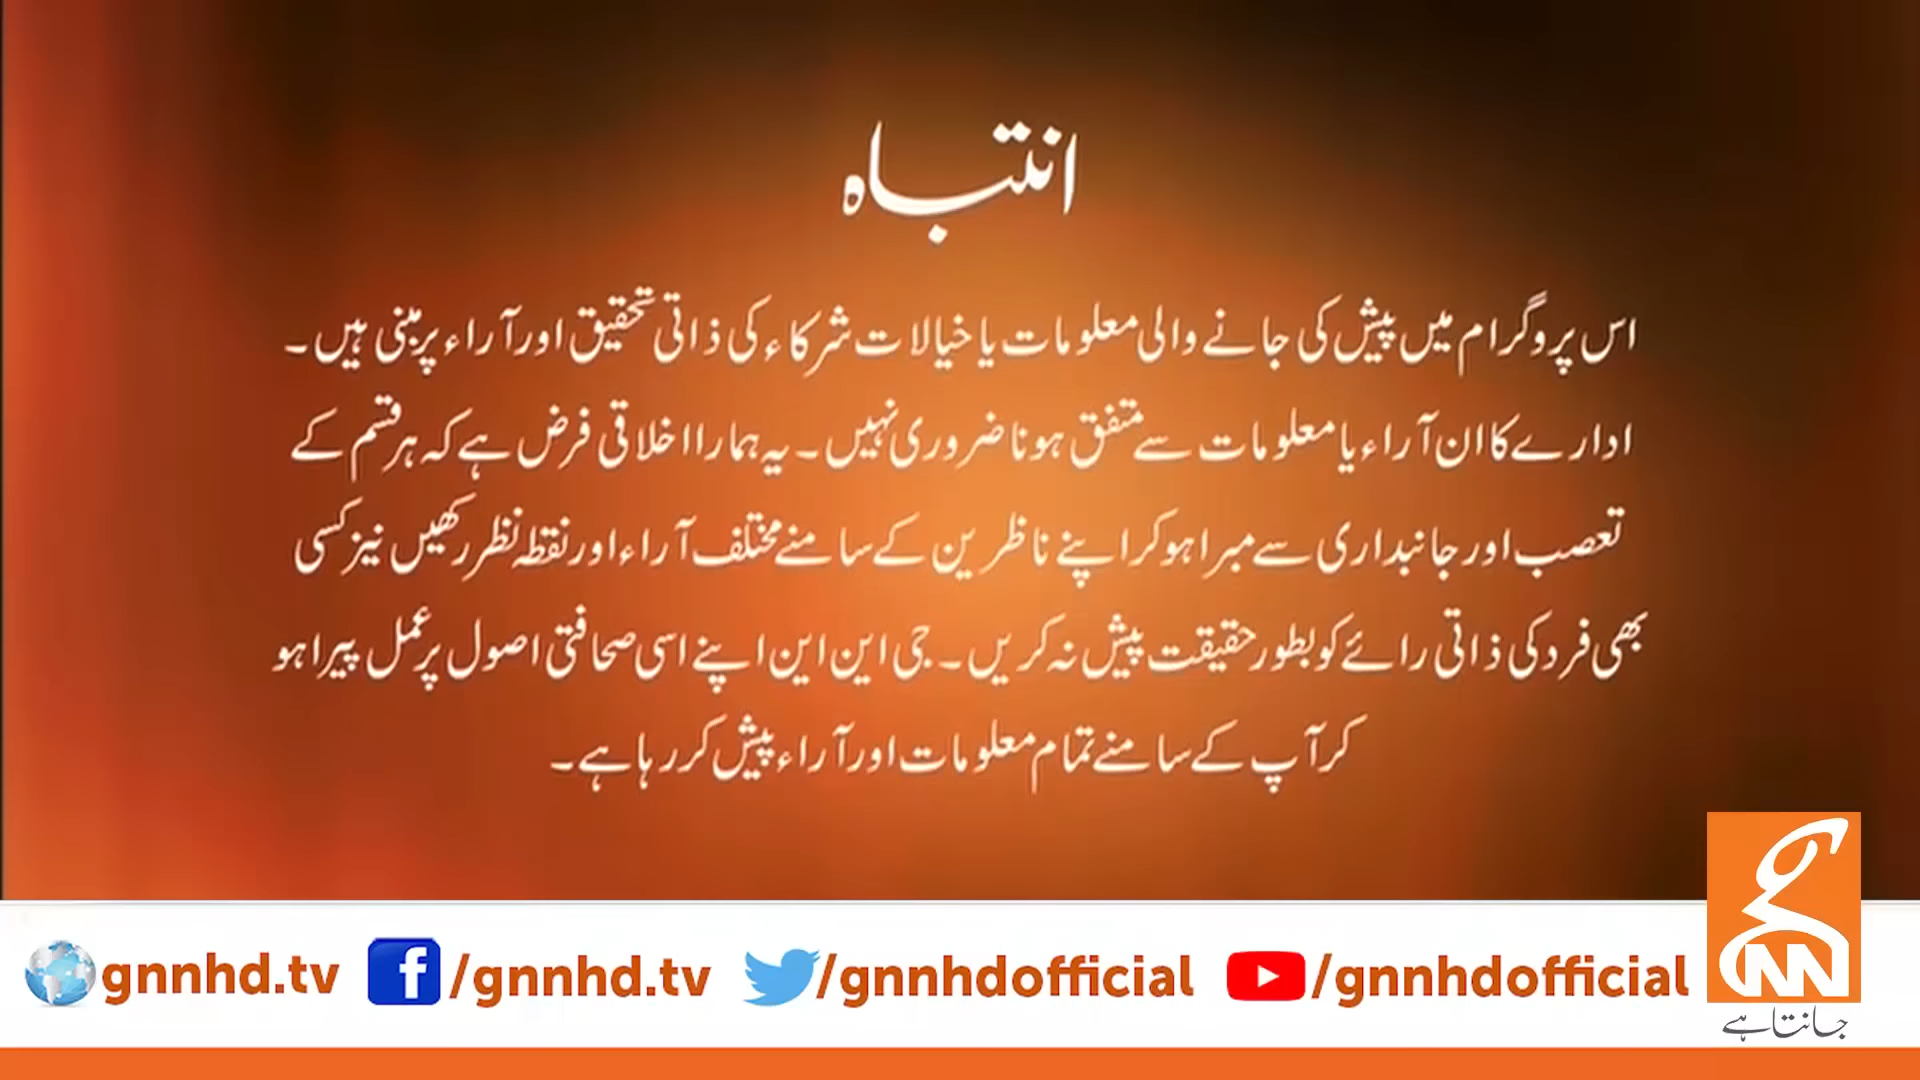 انتباہ
اس پروگرام میں پیش کی جانے والی معلومات یا خیالات شرکاء کی ذاتی تحقیق اور آراء پر مبنی ہیں۔
ادارے کا ان آراء یا معلومات سے متفق ہونا ضروری نہیں۔ یہ ہمارا اخلاقی فرض ہے کہ ہر قسم کے
تعصب اور جانبداری سے مبرا ہو کر اپنے ناظرین کے سامنے مختلف آراء اور نقطہ نظر رکھیں نیز کسی
بھی فرد کی ذاتی رائے کو بطور حقیقت پیش نہ کریں۔ جی این این اپنے اسی صحافتی اصول پر عمل پیرا ہو
کر آپ کے سامنے تمام معلومات اور آراء پیش کر رہا ہے۔
gnnhd.tv /gnnhd.tv /gnnhdofficial /gnnhdofficial
GNN
جانتا ہے